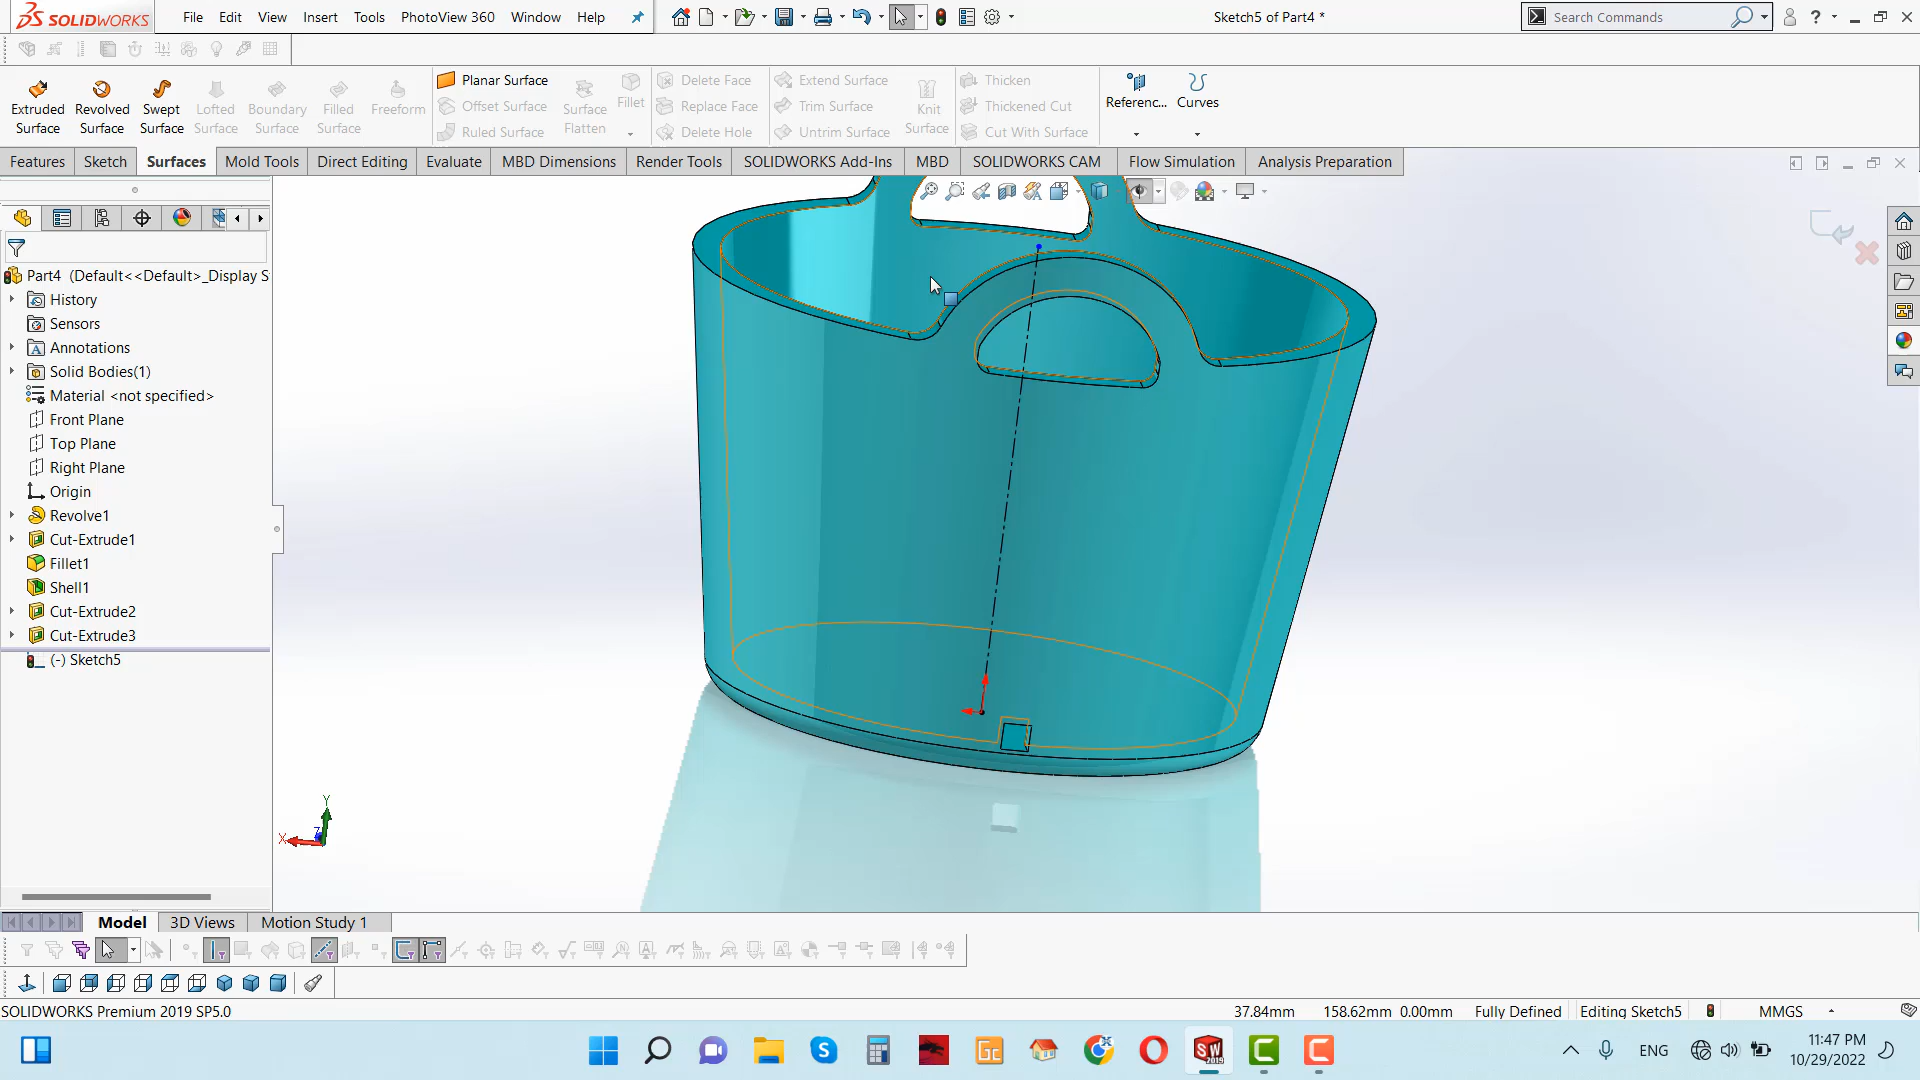 SOLIDWORKS File Edit View Insert Tools PhotoView 360 Window Help Sketch5 of Part4 * Search Commands
Extruded Surface
Revolved Surface
Swept Surface
Lofted Surface
Boundary Surface
Filled Surface
Freeform
Planar Surface
Offset Surface
Ruled Surface
Surface Flatten
Fillet
Delete Face
Replace Face
Delete Hole
Extend Surface
Trim Surface
Untrim Surface
Knit Surface
Thicken
Thickened Cut
Cut With Surface
Referenc...
Curves
Features Sketch Surfaces Mold Tools Direct Editing Evaluate MBD Dimensions Render Tools SOLIDWORKS Add-Ins MBD SOLIDWORKS CAM Flow Simulation Analysis Preparation
Part4 (Default<<Default>_Display S
History
Sensors
Annotations
Solid Bodies(1)
Material <not specified>
Front Plane
Top Plane
Right Plane
Origin
Revolve1
Cut-Extrude1
Fillet1
Shell1
Cut-Extrude2
Cut-Extrude3
(-) Sketch5
Y
X
Z
Model 3D Views Motion Study 1
SOLIDWORKS Premium 2019 SP5.0 37.84mm 158.62mm 0.00mm Fully Defined Editing Sketch5 MMGS
ENG 11:47 PM
10/29/2022